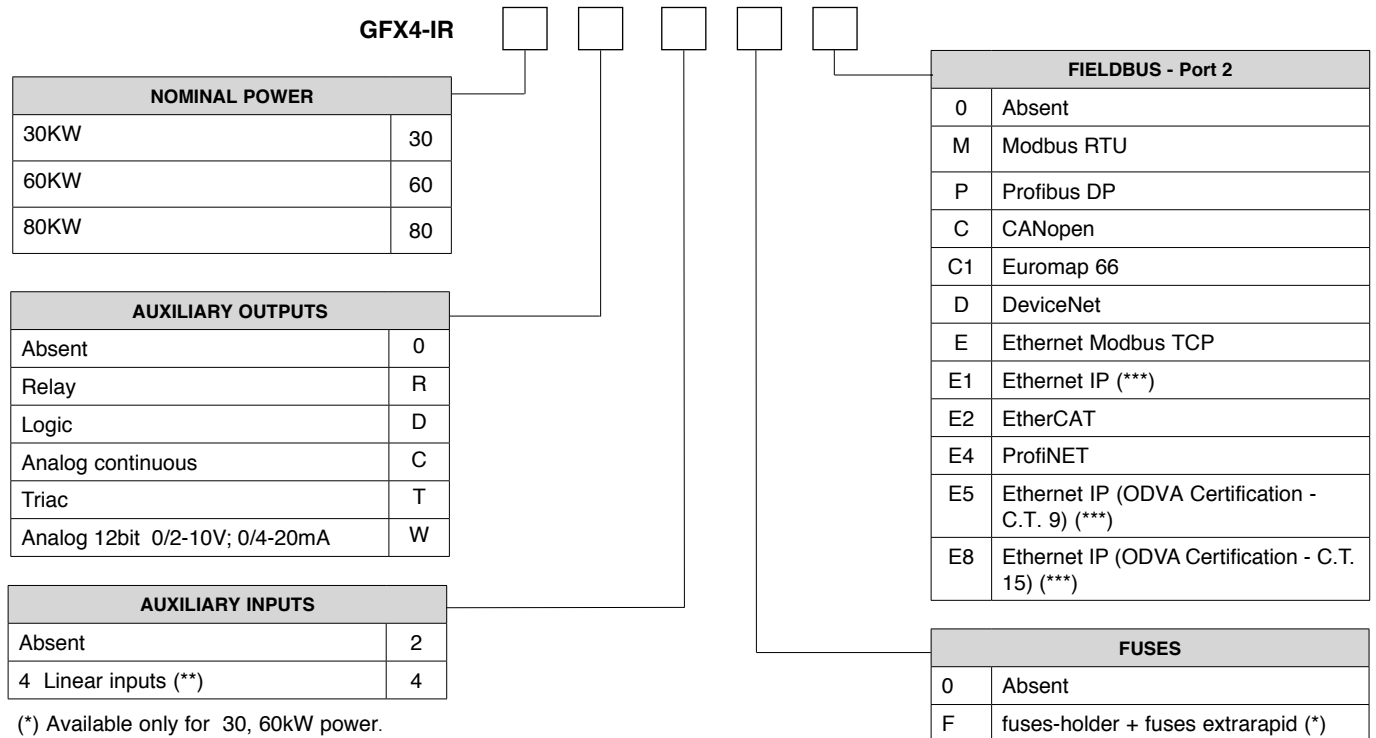 GFX4-IR
NOMINAL POWER
30KW 30
60KW 60
80KW 80
AUXILIARY OUTPUTS
Absent 0
Relay R
Logic D
Analog continuous C
Triac T
Analog 12bit 0/2-10V; 0/4-20mA W
AUXILIARY INPUTS
Absent 2
4 Linear inputs (**) 4
(*) Available only for 30, 60kW power.
FIELDBUS - Port 2
0 Absent
M Modbus RTU
P Profibus DP
C CANopen
C1 Euromap 66
D DeviceNet
E Ethernet Modbus TCP
E1 Ethernet IP (***)
E2 EtherCAT
E4 ProfiNET
E5 Ethernet IP (ODVA Certification -
C.T. 9) (***)
E8 Ethernet IP (ODVA Certification - C.T.
15) (***)
FUSES
0 Absent
F fuses-holder + fuses extrarapid (*)